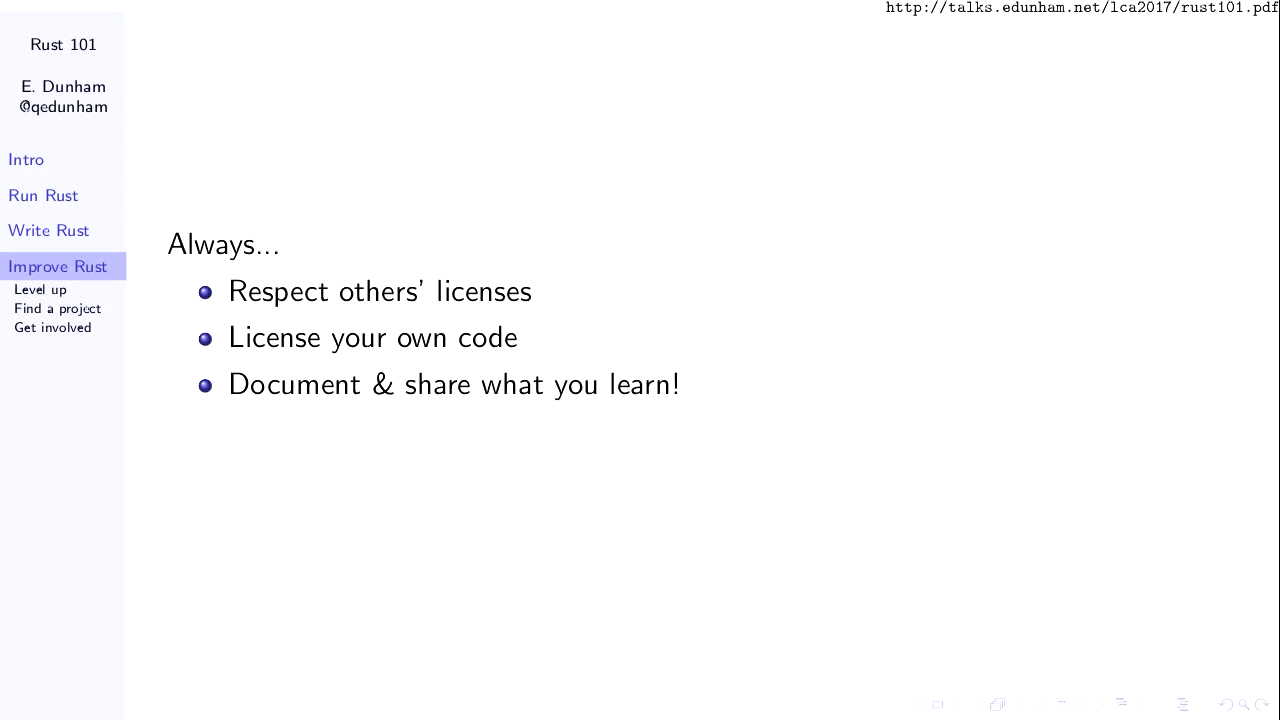 http://talks.edunham.net/lca2017/rust101.pdf
Rust 101
E. Dunham
@qedunham
Intro
Run Rust
Write Rust
Improve Rust
Level up
Find a project
Get involved
Always...
Respect others' licenses
License your own code
Document & share what you learn!